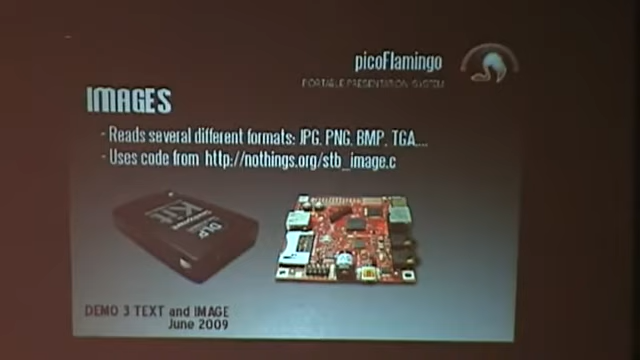 picoFlamingo
PORTABLE PRESENTATION SYSTEM
IMAGES
- Reads several different formats: JPG, PNG, BMP, TGA,...
- Uses code from http://nothings.org/stb_image.c
DLP
Kit
DEMO 3 TEXT and IMAGE
June 2009